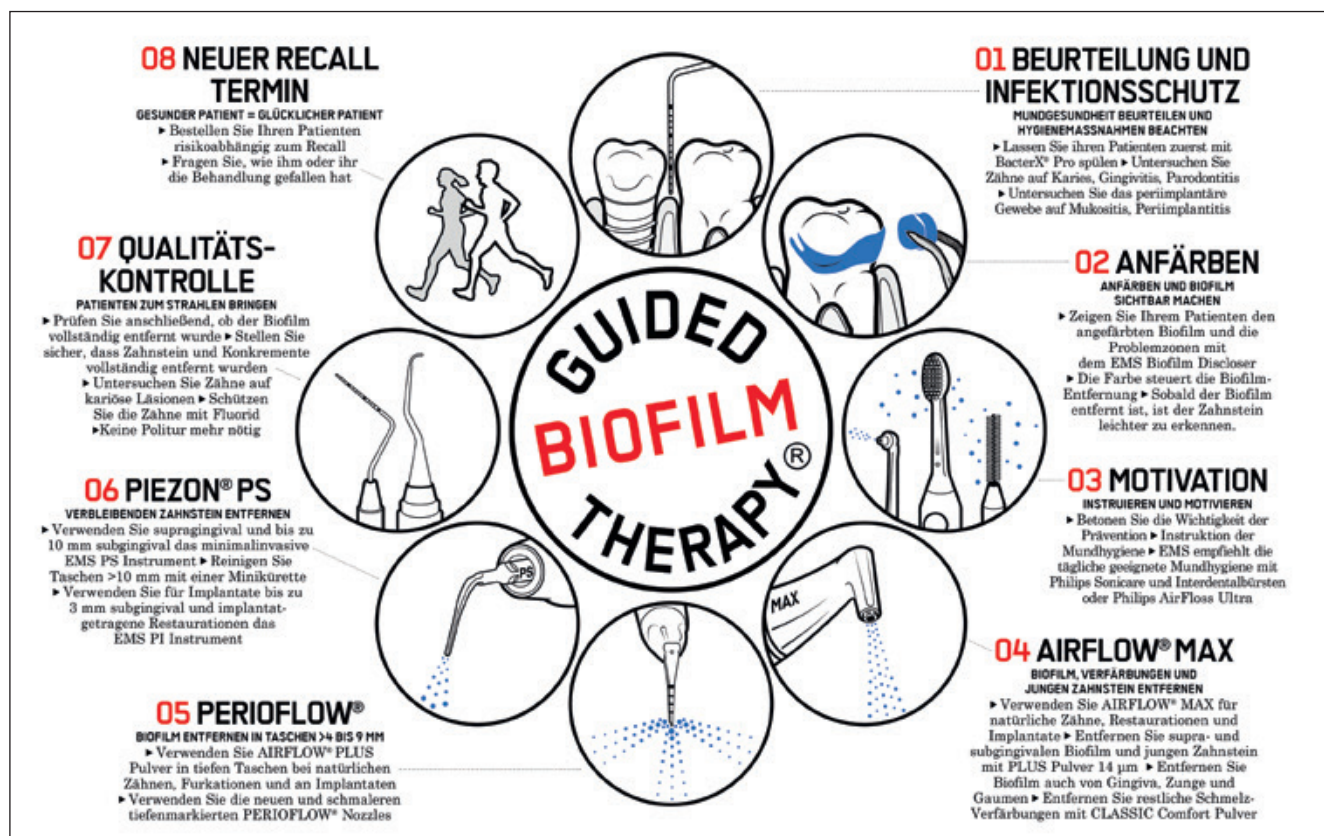 01 BEURTEILUNG UND
INFEKTIONSSCHUTZ
MUNDGESUNDHEIT BEURTEILEN UND
HYGIENEMASSNAHMEN BEACHTEN
▸ Lassen Sie ihren Patienten zuerst mit
BacterX® Pro spülen ▸ Untersuchen Sie
Zähne auf Karies, Gingivitis, Parodontitis
▸ Untersuchen Sie das periimplantäre
Gewebe auf Mukositis, Periimplantitis
02 ANFÄRBEN
ANFÄRBEN UND BIOFILM
SICHTBAR MACHEN
▸ Zeigen Sie Ihrem Patienten den
angefärbten Biofilm und die
Problemzonen mit
dem EMS Biofilm Discloser
▸ Die Farbe steuert die Biofilm-
Entfernung ▸ Sobald der Biofilm
entfernt ist, ist der Zahnstein
leichter zu erkennen.
03 MOTIVATION
INSTRUIEREN UND MOTIVIEREN
▸ Betonen Sie die Wichtigkeit der
Prävention ▸ Instruktion der
Mundhygiene ▸ EMS empfiehlt die
tägliche geeignete Mundhygiene mit
Philips Sonicare und Interdentalbürsten
oder Philips AirFloss Ultra
04 AIRFLOW® MAX
BIOFILM, VERFÄRBUNGEN UND
JUNGEN ZAHNSTEIN ENTFERNEN
▸ Verwenden Sie AIRFLOW® MAX für
natürliche Zähne, Restaurationen und
Implantate ▸ Entfernen Sie supra- und
subgingivalen Biofilm und jungen Zahnstein
mit PLUS Pulver 14 µm ▸ Entfernen Sie
Biofilm auch von Gingiva, Zunge und
Gaumen ▸ Entfernen Sie restliche Schmelz-
Verfärbungen mit CLASSIC Comfort Pulver
05 PERIOFLOW®
BIOFILM ENTFERNEN IN TASCHEN >4 BIS 9 MM
▸ Verwenden Sie AIRFLOW® PLUS
Pulver in tiefen Taschen bei natürlichen
Zähnen, Furkationen und an Implantaten
▸ Verwenden Sie die neuen und schmaleren
tiefenmarkierten PERIOFLOW® Nozzles
06 PIEZON® PS
VERBLEIBENDEN ZAHNSTEIN ENTFERNEN
▸ Verwenden Sie supragingival und bis zu
10 mm subgingival das minimalinvasive
EMS PS Instrument ▸ Reinigen Sie
Taschen >10 mm mit einer Minikürette
▸ Verwenden Sie für Implantate bis zu
3 mm subgingival und implantat-
getragene Restaurationen das
EMS PI Instrument
07 QUALITÄTS-
KONTROLLE
PATIENTEN ZUM STRAHLEN BRINGEN
▸ Prüfen Sie anschließend, ob der Biofilm
vollständig entfernt wurde ▸ Stellen Sie
sicher, dass Zahnstein und Konkremente
vollständig entfernt wurden
▸ Untersuchen Sie Zähne auf
kariöse Läsionen ▸ Schützen
Sie die Zähne mit Fluorid
▸Keine Politur mehr nötig
08 NEUER RECALL
TERMIN
GESUNDER PATIENT = GLÜCKLICHER PATIENT
▸ Bestellen Sie Ihren Patienten
risikoabhängig zum Recall
▸ Fragen Sie, wie ihm oder ihr
die Behandlung gefallen hat
GUIDED
BIOFILM
THERAPY®
MAX
PS